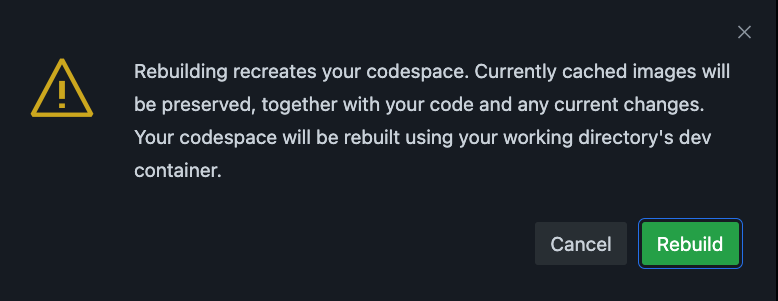 Rebuilding recreates your codespace. Currently cached images will
be preserved, together with your code and any current changes.
Your codespace will be rebuilt using your working directory's dev
container.
Cancel
Rebuild